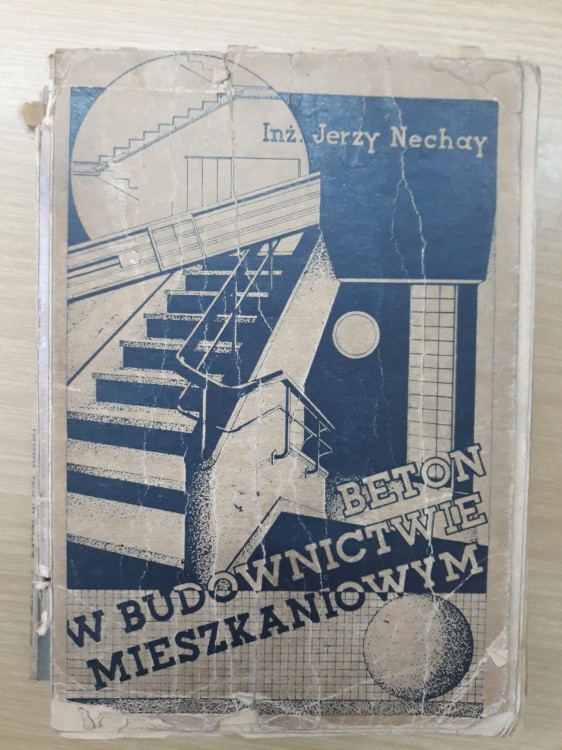 Inż. Jerzy Nechay
BETON
W BUDOWNICTWIE
MIESZKANIOWYM